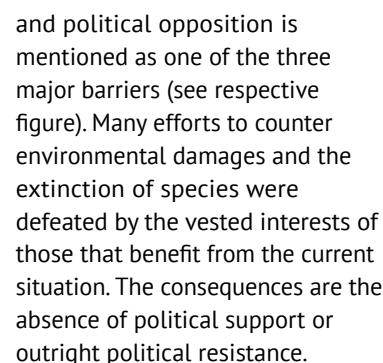 and political opposition is
mentioned as one of the three
major barriers (see respective
figure). Many efforts to counter
environmental damages and the
extinction of species were
defeated by the vested interests of
those that benefit from the current
situation. The consequences are the
absence of political support or
outright political resistance.